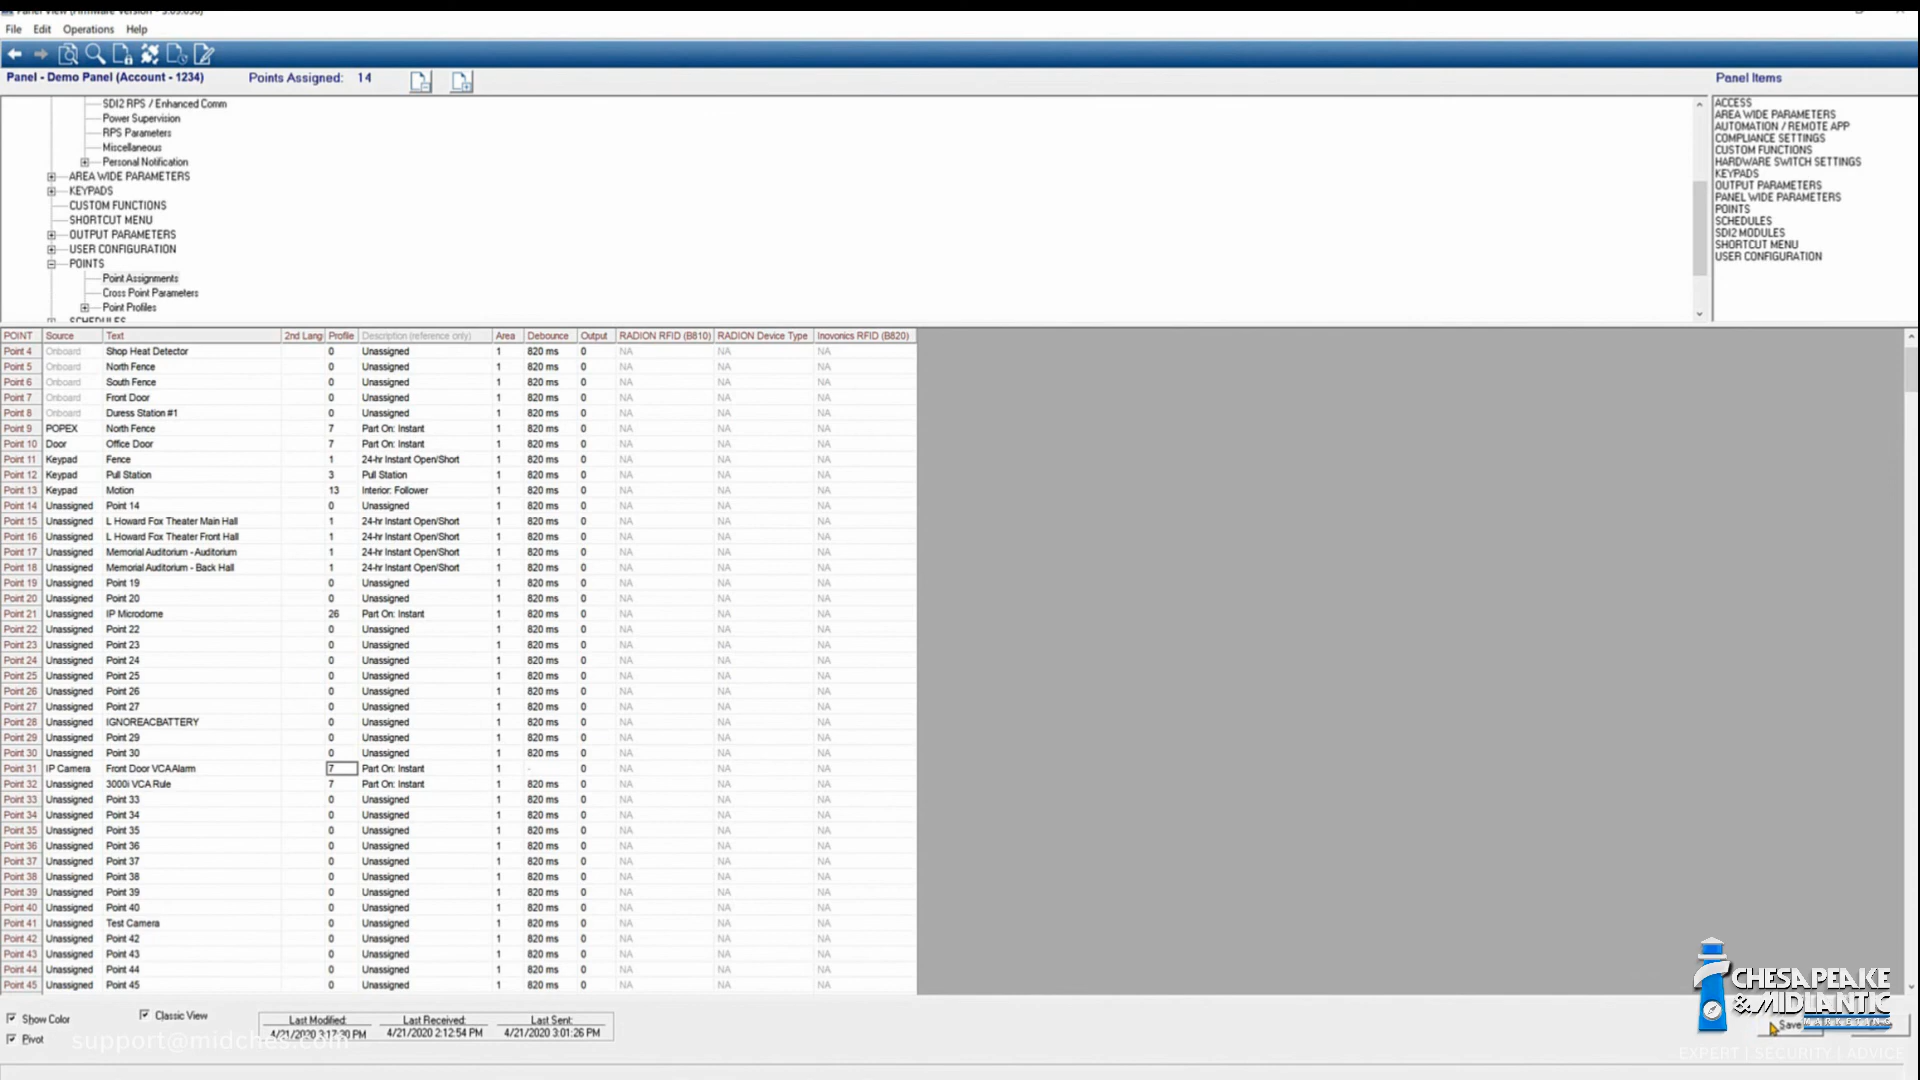 Panel View (Firmware Version - 3.09.050)
File Edit Operations Help
Panel - Demo Panel (Account - 1234) Points Assigned: 14 Panel Items
SDI2 RPS / Enhanced Comm
Power Supervision
RPS Parameters
Miscellaneous
Personal Notification
AREA WIDE PARAMETERS
KEYPADS
CUSTOM FUNCTIONS
SHORTCUT MENU
OUTPUT PARAMETERS
USER CONFIGURATION
POINTS
Point Assignments
Cross Point Parameters
Point Profiles
SCHEDULES
ACCESS
AREA WIDE PARAMETERS
AUTOMATION / REMOTE APP
COMPLIANCE SETTINGS
CUSTOM FUNCTIONS
HARDWARE SWITCH SETTINGS
KEYPADS
OUTPUT PARAMETERS
PANEL WIDE PARAMETERS
POINTS
SCHEDULES
SDI2 MODULES
SHORTCUT MENU
USER CONFIGURATION
POINT Source Text 2nd Lang Profile Description (reference only) Area Debounce Output RADION RFID (B810) RADION Device Type Inovonics RFID (B820)
Point 4 Onboard Shop Heat Detector 0 Unassigned 1 820 ms 0 NA NA NA
Point 5 Onboard North Fence 0 Unassigned 1 820 ms 0 NA NA NA
Point 6 Onboard South Fence 0 Unassigned 1 820 ms 0 NA NA NA
Point 7 Onboard Front Door 0 Unassigned 1 820 ms 0 NA NA NA
Point 8 Onboard Duress Station #1 0 Unassigned 1 820 ms 0 NA NA NA
Point 9 POPEX North Fence 7 Part On: Instant 1 820 ms 0 NA NA NA
Point 10 Door Office Door 7 Part On: Instant 1 820 ms 0 NA NA NA
Point 11 Keypad Fence 1 24-hr Instant Open/Short 1 820 ms 0 NA NA NA
Point 12 Keypad Pull Station 3 Pull Station 1 820 ms 0 NA NA NA
Point 13 Keypad Motion 13 Interior: Follower 1 820 ms 0 NA NA NA
Point 14 Unassigned Point 14 0 Unassigned 1 820 ms 0 NA NA NA
Point 15 Unassigned L Howard Fox Theater Main Hall 1 24-hr Instant Open/Short 1 820 ms 0 NA NA NA
Point 16 Unassigned L Howard Fox Theater Front Hall 1 24-hr Instant Open/Short 1 820 ms 0 NA NA NA
Point 17 Unassigned Memorial Auditorium - Auditorium 1 24-hr Instant Open/Short 1 820 ms 0 NA NA NA
Point 18 Unassigned Memorial Auditorium - Back Hall 1 24-hr Instant Open/Short 1 820 ms 0 NA NA NA
Point 19 Unassigned Point 19 0 Unassigned 1 820 ms 0 NA NA NA
Point 20 Unassigned Point 20 0 Unassigned 1 820 ms 0 NA NA NA
Point 21 Unassigned IP Microdome 26 Part On: Instant 1 820 ms 0 NA NA NA
Point 22 Unassigned Point 22 0 Unassigned 1 820 ms 0 NA NA NA
Point 23 Unassigned Point 23 0 Unassigned 1 820 ms 0 NA NA NA
Point 24 Unassigned Point 24 0 Unassigned 1 820 ms 0 NA NA NA
Point 25 Unassigned Point 25 0 Unassigned 1 820 ms 0 NA NA NA
Point 26 Unassigned Point 26 0 Unassigned 1 820 ms 0 NA NA NA
Point 27 Unassigned Point 27 0 Unassigned 1 820 ms 0 NA NA NA
Point 28 Unassigned IGNOREACBATTERY 0 Unassigned 1 820 ms 0 NA NA NA
Point 29 Unassigned Point 29 0 Unassigned 1 820 ms 0 NA NA NA
Point 30 Unassigned Point 30 0 Unassigned 1 820 ms 0 NA NA NA
Point 31 IP Camera Front Door VCA Alarm 7 Part On: Instant 1 - 0 NA NA NA
Point 32 Unassigned 3000i VCA Rule 7 Part On: Instant 1 820 ms 0 NA NA NA
Point 33 Unassigned Point 33 0 Unassigned 1 820 ms 0 NA NA NA
Point 34 Unassigned Point 34 0 Unassigned 1 820 ms 0 NA NA NA
Point 35 Unassigned Point 35 0 Unassigned 1 820 ms 0 NA NA NA
Point 36 Unassigned Point 36 0 Unassigned 1 820 ms 0 NA NA NA
Point 37 Unassigned Point 37 0 Unassigned 1 820 ms 0 NA NA NA
Point 38 Unassigned Point 38 0 Unassigned 1 820 ms 0 NA NA NA
Point 39 Unassigned Point 39 0 Unassigned 1 820 ms 0 NA NA NA
Point 40 Unassigned Point 40 0 Unassigned 1 820 ms 0 NA NA NA
Point 41 Unassigned Test Camera 0 Unassigned 1 820 ms 0 NA NA NA
Point 42 Unassigned Point 42 0 Unassigned 1 820 ms 0 NA NA NA
Point 43 Unassigned Point 43 0 Unassigned 1 820 ms 0 NA NA NA
Point 44 Unassigned Point 44 0 Unassigned 1 820 ms 0 NA NA NA
Point 45 Unassigned Point 45 0 Unassigned 1 820 ms 0 NA NA NA
CHESAPEAKE
& MIDLANTIC
MARKETING
Show Color Classic View Last Modified: Last Received: Last Sent:
4/21/2020 3:17:30 PM 4/21/2020 2:12:54 PM 4/21/2020 3:01:26 PM Save
Pivot support@midches.com
EXPERT | SECURITY | ADVICE